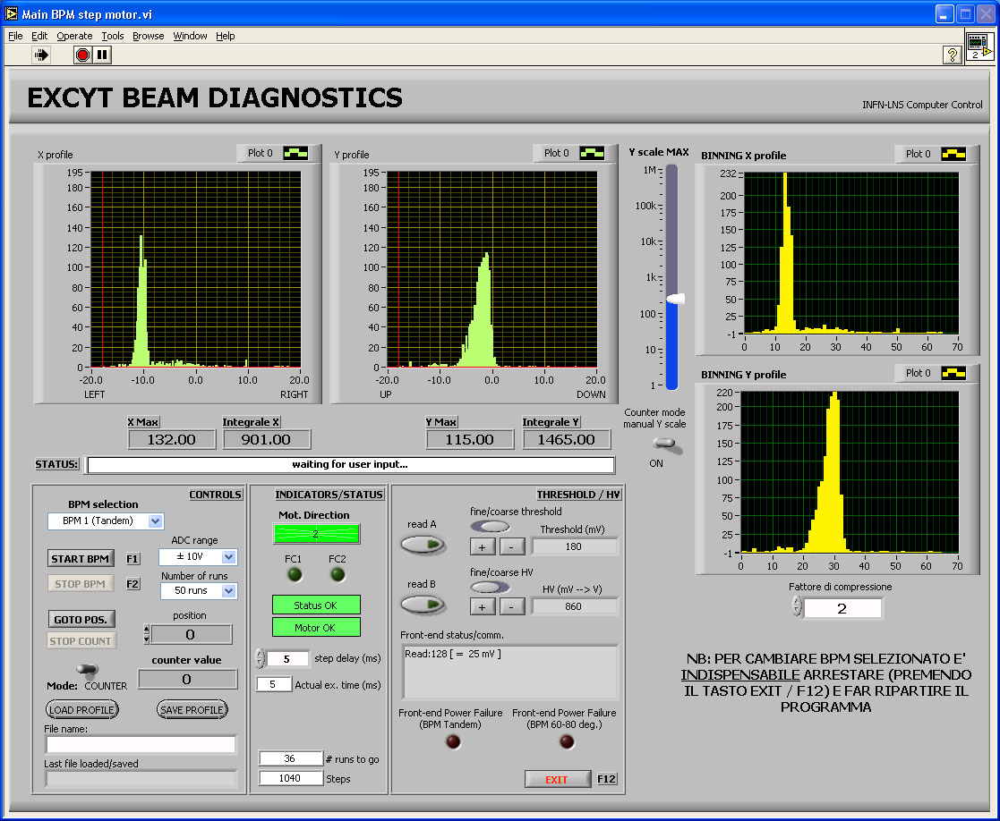 Main BPM step motor.vi
File Edit Operate Tools Browse Window Help
2
EXCYT BEAM DIAGNOSTICS
INFN-LNS Computer Control
X profile
Plot 0
195
180
160
140
120
100
80
60
40
20
0
-20.0 -10.0 0.0 10.0 20.0
LEFT RIGHT
Y profile
Plot 0
195
180
160
140
120
100
80
60
40
20
0
-20.0 -10.0 0.0 10.0 20.0
UP DOWN
Y scale MAX
1M
100k
10k
1k
100
10
1
Counter mode
manual Y scale
ON
BINNING X profile
Plot 0
232
200
175
150
125
100
75
50
25
-1
0 10 20 30 40 50 60 70
BINNING Y profile
Plot 0
220
200
175
150
125
100
75
50
25
-1
0 10 20 30 40 50 60 70
Fattore di compressione
2
X Max
132.00
Integrale X
901.00
Y Max
115.00
Integrale Y
1465.00
STATUS:
waiting for user input...
CONTROLS
BPM selection
BPM 1 (Tandem)
ADC range
± 10V
START BPM F1
Number of runs
STOP BPM F2
50 runs
position
GOTO POS.
0
STOP COUNT
counter value
0
Mode: COUNTER
LOAD PROFILE SAVE PROFILE
File name:
Last file loaded/saved
INDICATORS/STATUS
Mot. Direction
-2
FC1 FC2
Status OK
Motor OK
5 step delay (ms)
5 Actual ex. time (ms)
36 # runs to go
1040 Steps
THRESHOLD / HV
read A
fine/coarse threshold
Threshold (mV)
+ - 180
read B
fine/coarse HV
HV (mV --> V)
+ - 860
Front-end status/comm.
Read:128 [ = 25 mV ]
Front-end Power Failure
(BPM Tandem)
Front-end Power Failure
(BPM 60-80 deg.)
EXIT F12
NB: PER CAMBIARE BPM SELEZIONATO E'
INDISPENSABILE ARRESTARE (PREMENDO
IL TASTO EXIT / F12) E FAR RIPARTIRE IL
PROGRAMMA